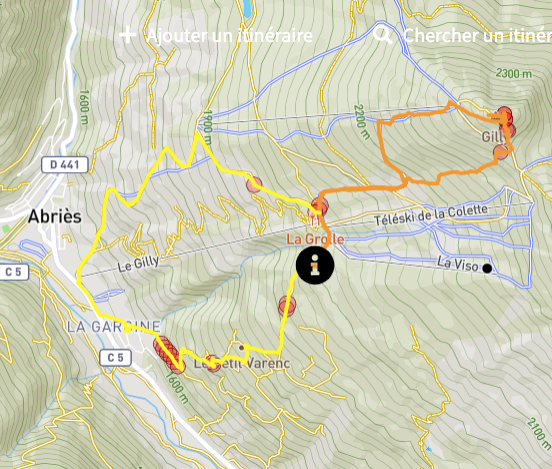 Ajouter un itinéraire
Chercher un itinér
2300 m
1600 m
1900 m
2200 m
Gill
D 441
Abriès
Téléski de la Colette
La Grolle
Le Gilly
La Viso
C 5
i
LA GARCINE
C 5
Le Petit Varenc
1600 m
2100 m